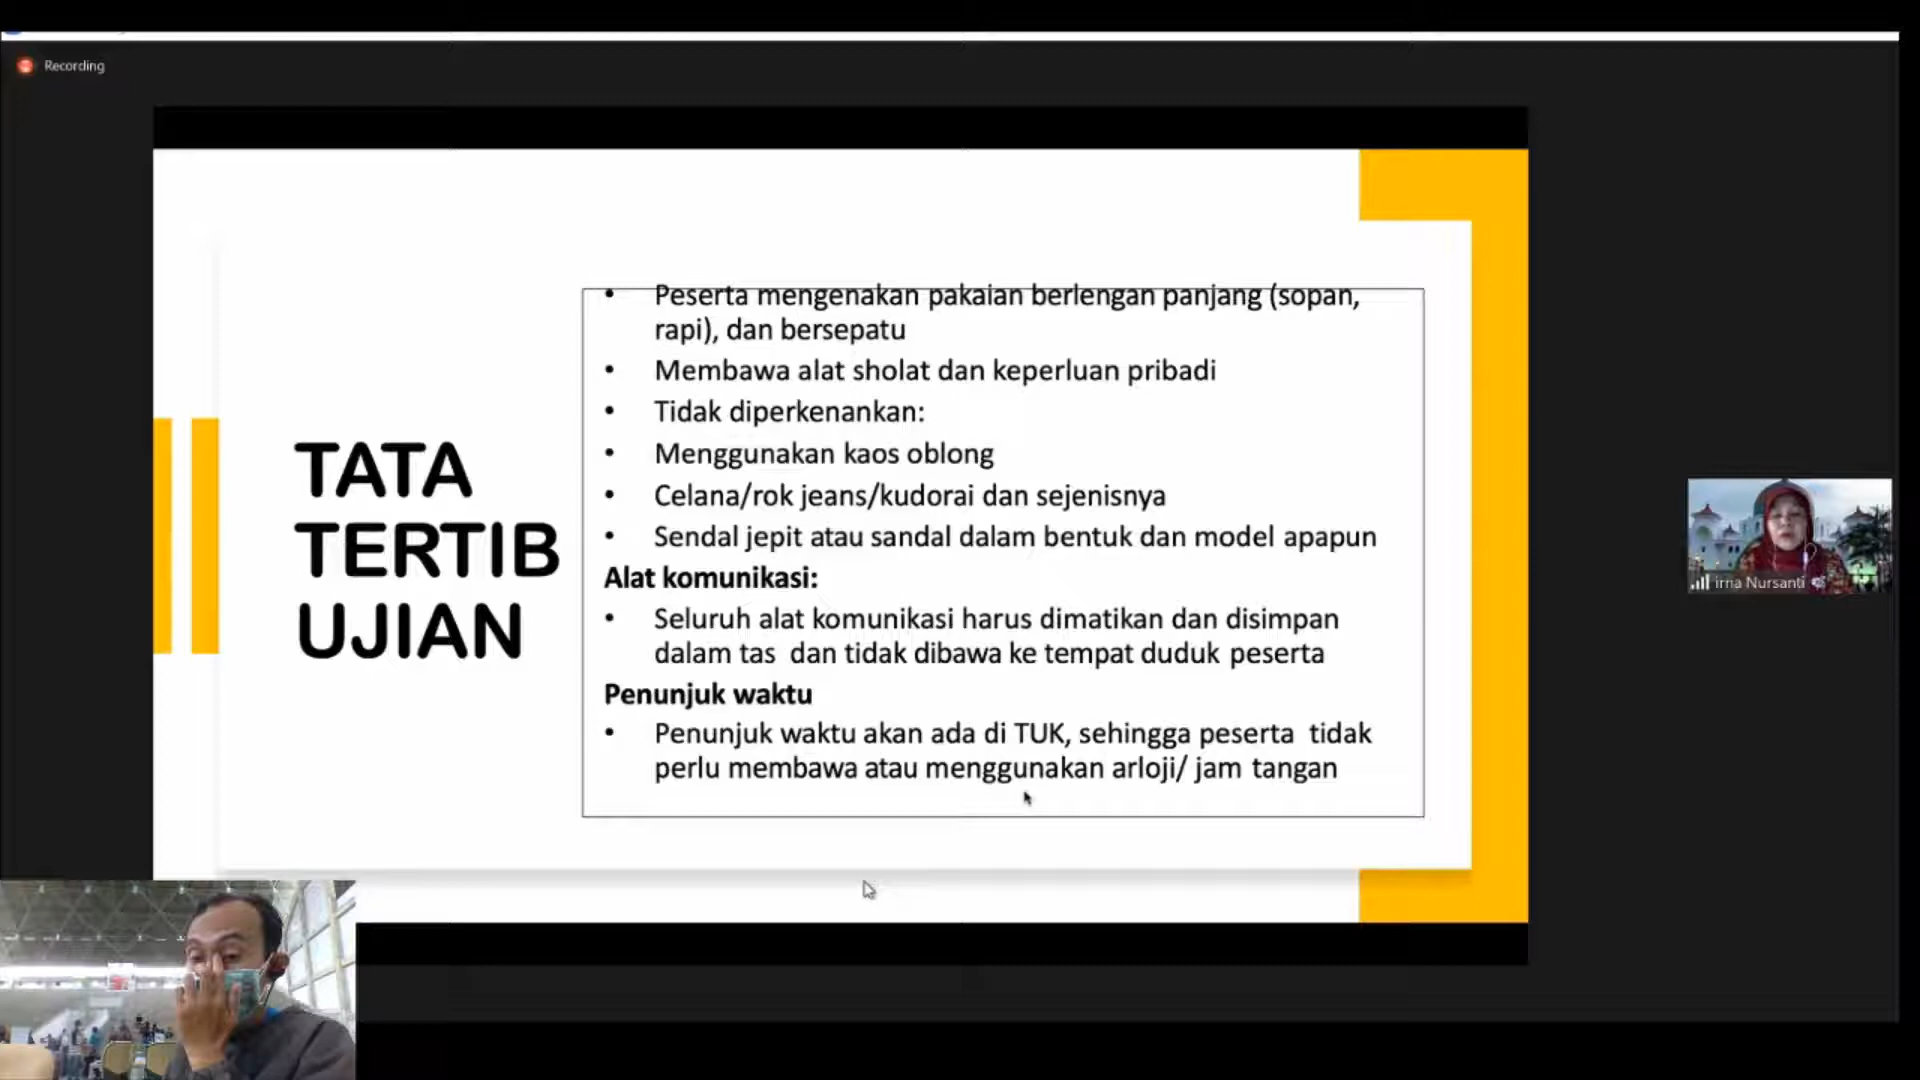 Recording
TATA
TERTIB
UJIAN
• Peserta mengenakan pakaian berlengan panjang (sopan,
rapi), dan bersepatu
• Membawa alat sholat dan keperluan pribadi
• Tidak diperkenankan:
• Menggunakan kaos oblong
• Celana/rok jeans/kudorai dan sejenisnya
• Sendal jepit atau sandal dalam bentuk dan model apapun
Alat komunikasi:
• Seluruh alat komunikasi harus dimatikan dan disimpan
dalam tas dan tidak dibawa ke tempat duduk peserta
Penunjuk waktu
• Penunjuk waktu akan ada di TUK, sehingga peserta tidak
perlu membawa atau menggunakan arloji/ jam tangan
irna Nursanti